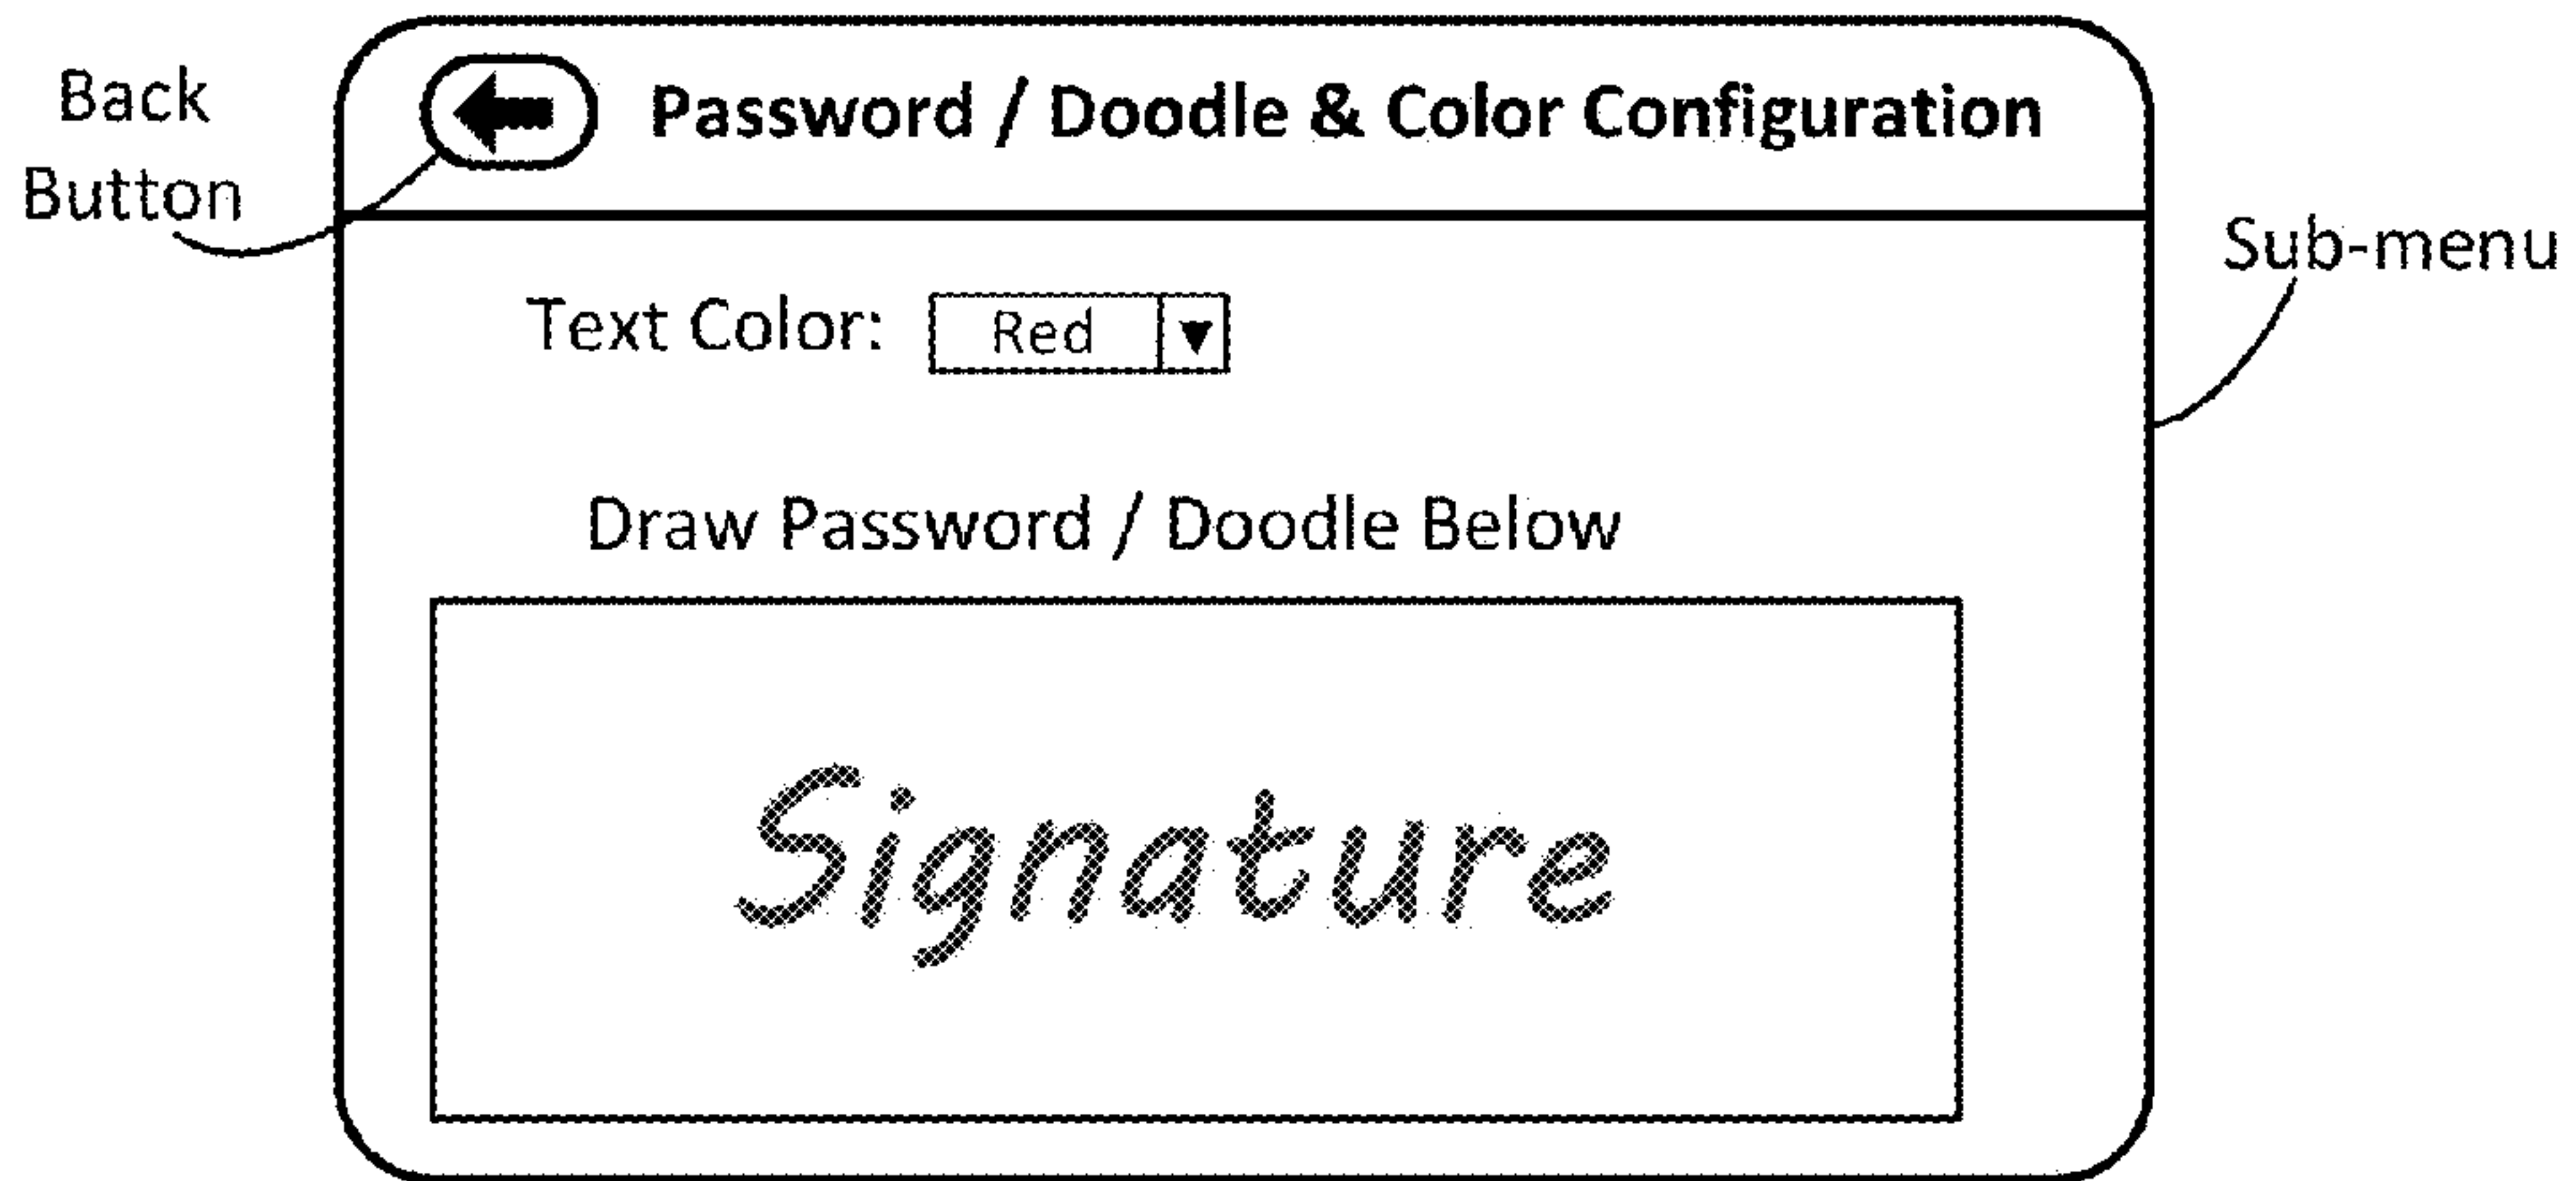 Back
Button
Password / Doodle & Color Configuration
Sub-menu
Text Color: Red
Draw Password / Doodle Below
Signature